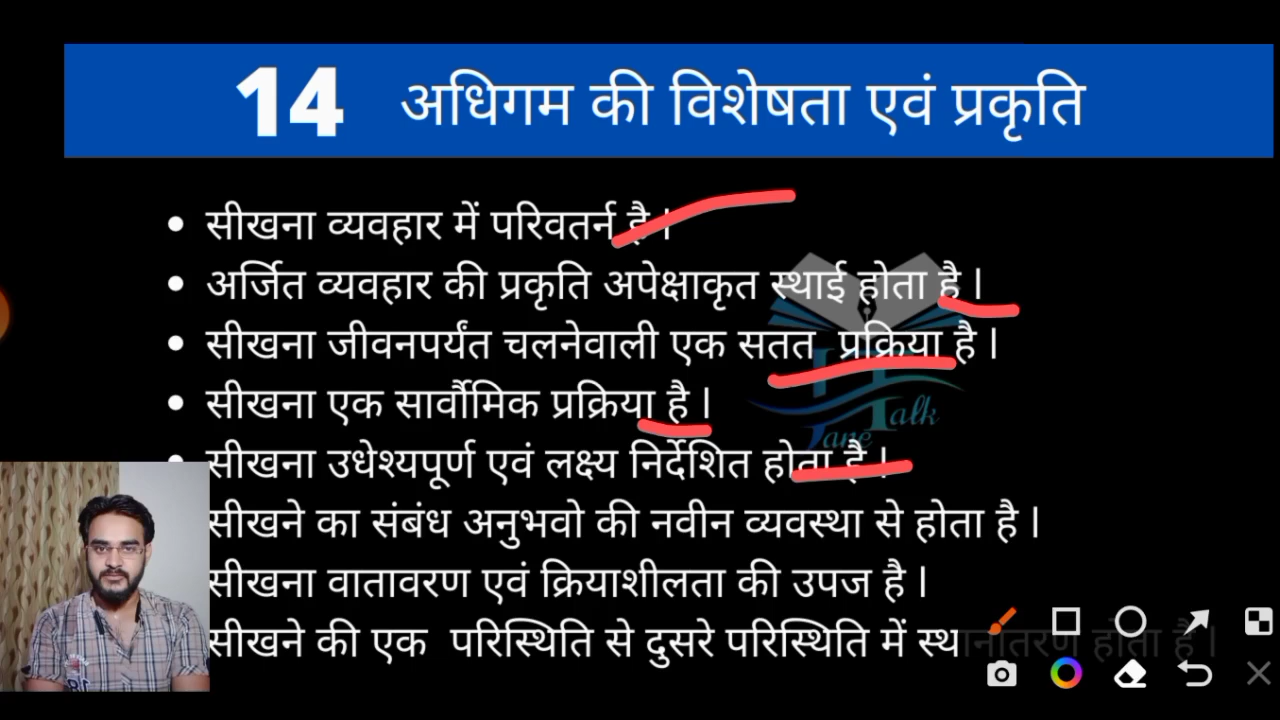 14 अधिगम की विशेषता एवं प्रकृति
• सीखना व्यवहार में परिवतर्न है ।
• अर्जित व्यवहार की प्रकृति अपेक्षाकृत स्थाई होता है ।
• सीखना जीवनपर्यंत चलनेवाली एक सतत प्रक्रिया है ।
• सीखना एक सार्वौमिक प्रक्रिया है ।
• सीखना उधेश्यपूर्ण एवं लक्ष्य निर्देशित होता है ।
सीखने का संबंध अनुभवो की नवीन व्यवस्था से होता है ।
सीखना वातावरण एवं क्रियाशीलता की उपज है ।
सीखने की एक परिस्थिति से दुसरे परिस्थिति में स्थानांतरण होता है ।
Talk
Jane